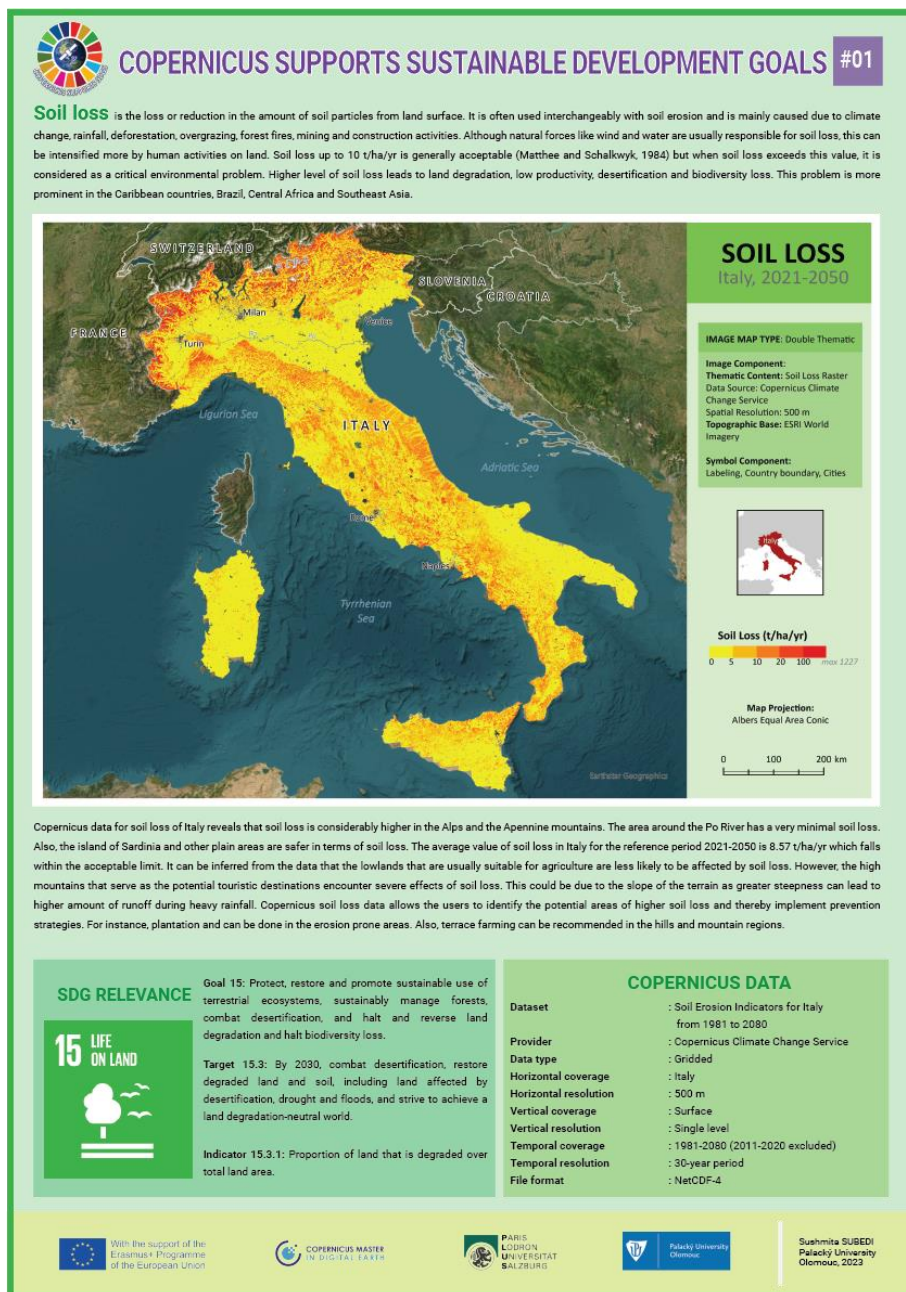 COPERNICUS SUPPORTS SUSTAINABLE DEVELOPMENT GOALS #01
Soil loss is the loss or reduction in the amount of soil particles from land surface. It is often used interchangeably with soil erosion and is mainly caused due to climate
change, rainfall, deforestation, overgrazing, forest fires, mining and construction activities. Although natural forces like wind and water are usually responsible for soil loss, this can
be intensified more by human activities on land. Soil loss up to 10 t/ha/yr is generally acceptable (Matthee and Schalkwyk, 1984) but when soil loss exceeds this value, it is
considered as a critical environmental problem. Higher level of soil loss leads to land degradation, low productivity, desertification and biodiversity loss. This problem is more
prominent in the Caribbean countries, Brazil, Central Africa and Southeast Asia.
SWITZERLAND
SLOVENIA
CROATIA
FRANCE
Milan
Venice
Turin
Ligurian Sea
ITALY
Adriatic Sea
Rome
Naples
Tyrrhenian
Sea
Earthstar Geographics
SOIL LOSS
Italy, 2021-2050
IMAGE MAP TYPE: Double Thematic
Image Component:
Thematic Content: Soil Loss Raster
Data Source: Copernicus Climate
Change Service
Spatial Resolution: 500 m
Topographic Base: ESRI World
Imagery
Symbol Component:
Labeling, Country boundary, Cities
Italy
Soil Loss (t/ha/yr)
0 5 10 20 100 max 1227
Map Projection:
Albers Equal Area Conic
0 100 200 km
Copernicus data for soil loss of Italy reveals that soil loss is considerably higher in the Alps and the Apennine mountains. The area around the Po River has a very minimal soil loss.
Also, the island of Sardinia and other plain areas are safer in terms of soil loss. The average value of soil loss in Italy for the reference period 2021-2050 is 8.57 t/ha/yr which falls
within the acceptable limit. It can be inferred from the data that the lowlands that are usually suitable for agriculture are less likely to be affected by soil loss. However, the high
mountains that serve as the potential touristic destinations encounter severe effects of soil loss. This could be due to the slope of the terrain as greater steepness can lead to
higher amount of runoff during heavy rainfall. Copernicus soil loss data allows the users to identify the potential areas of higher soil loss and thereby implement prevention
strategies. For instance, plantation and can be done in the erosion prone areas. Also, terrace farming can be recommended in the hills and mountain regions.
SDG RELEVANCE
15 LIFE
ON LAND
Goal 15: Protect, restore and promote sustainable use of
terrestrial ecosystems, sustainably manage forests,
combat desertification, and halt and reverse land
degradation and halt biodiversity loss.
Target 15.3: By 2030, combat desertification, restore
degraded land and soil, including land affected by
desertification, drought and floods, and strive to achieve a
land degradation-neutral world.
Indicator 15.3.1: Proportion of land that is degraded over
total land area.
COPERNICUS DATA
Dataset : Soil Erosion Indicators for Italy
from 1981 to 2080
Provider : Copernicus Climate Change Service
Data type : Gridded
Horizontal coverage : Italy
Horizontal resolution : 500 m
Vertical coverage : Surface
Vertical resolution : Single level
Temporal coverage : 1981-2080 (2011-2020 excluded)
Temporal resolution : 30-year period
File format : NetCDF-4
With the support of the
Erasmus+ Programme
of the European Union
COPERNICUS MASTER
IN DIGITAL EARTH
PARIS
LODRON
UNIVERSITÄT
SALZBURG
Palacký University
Olomouc
Sushmita SUBEDI
Palacký University
Olomouc, 2023